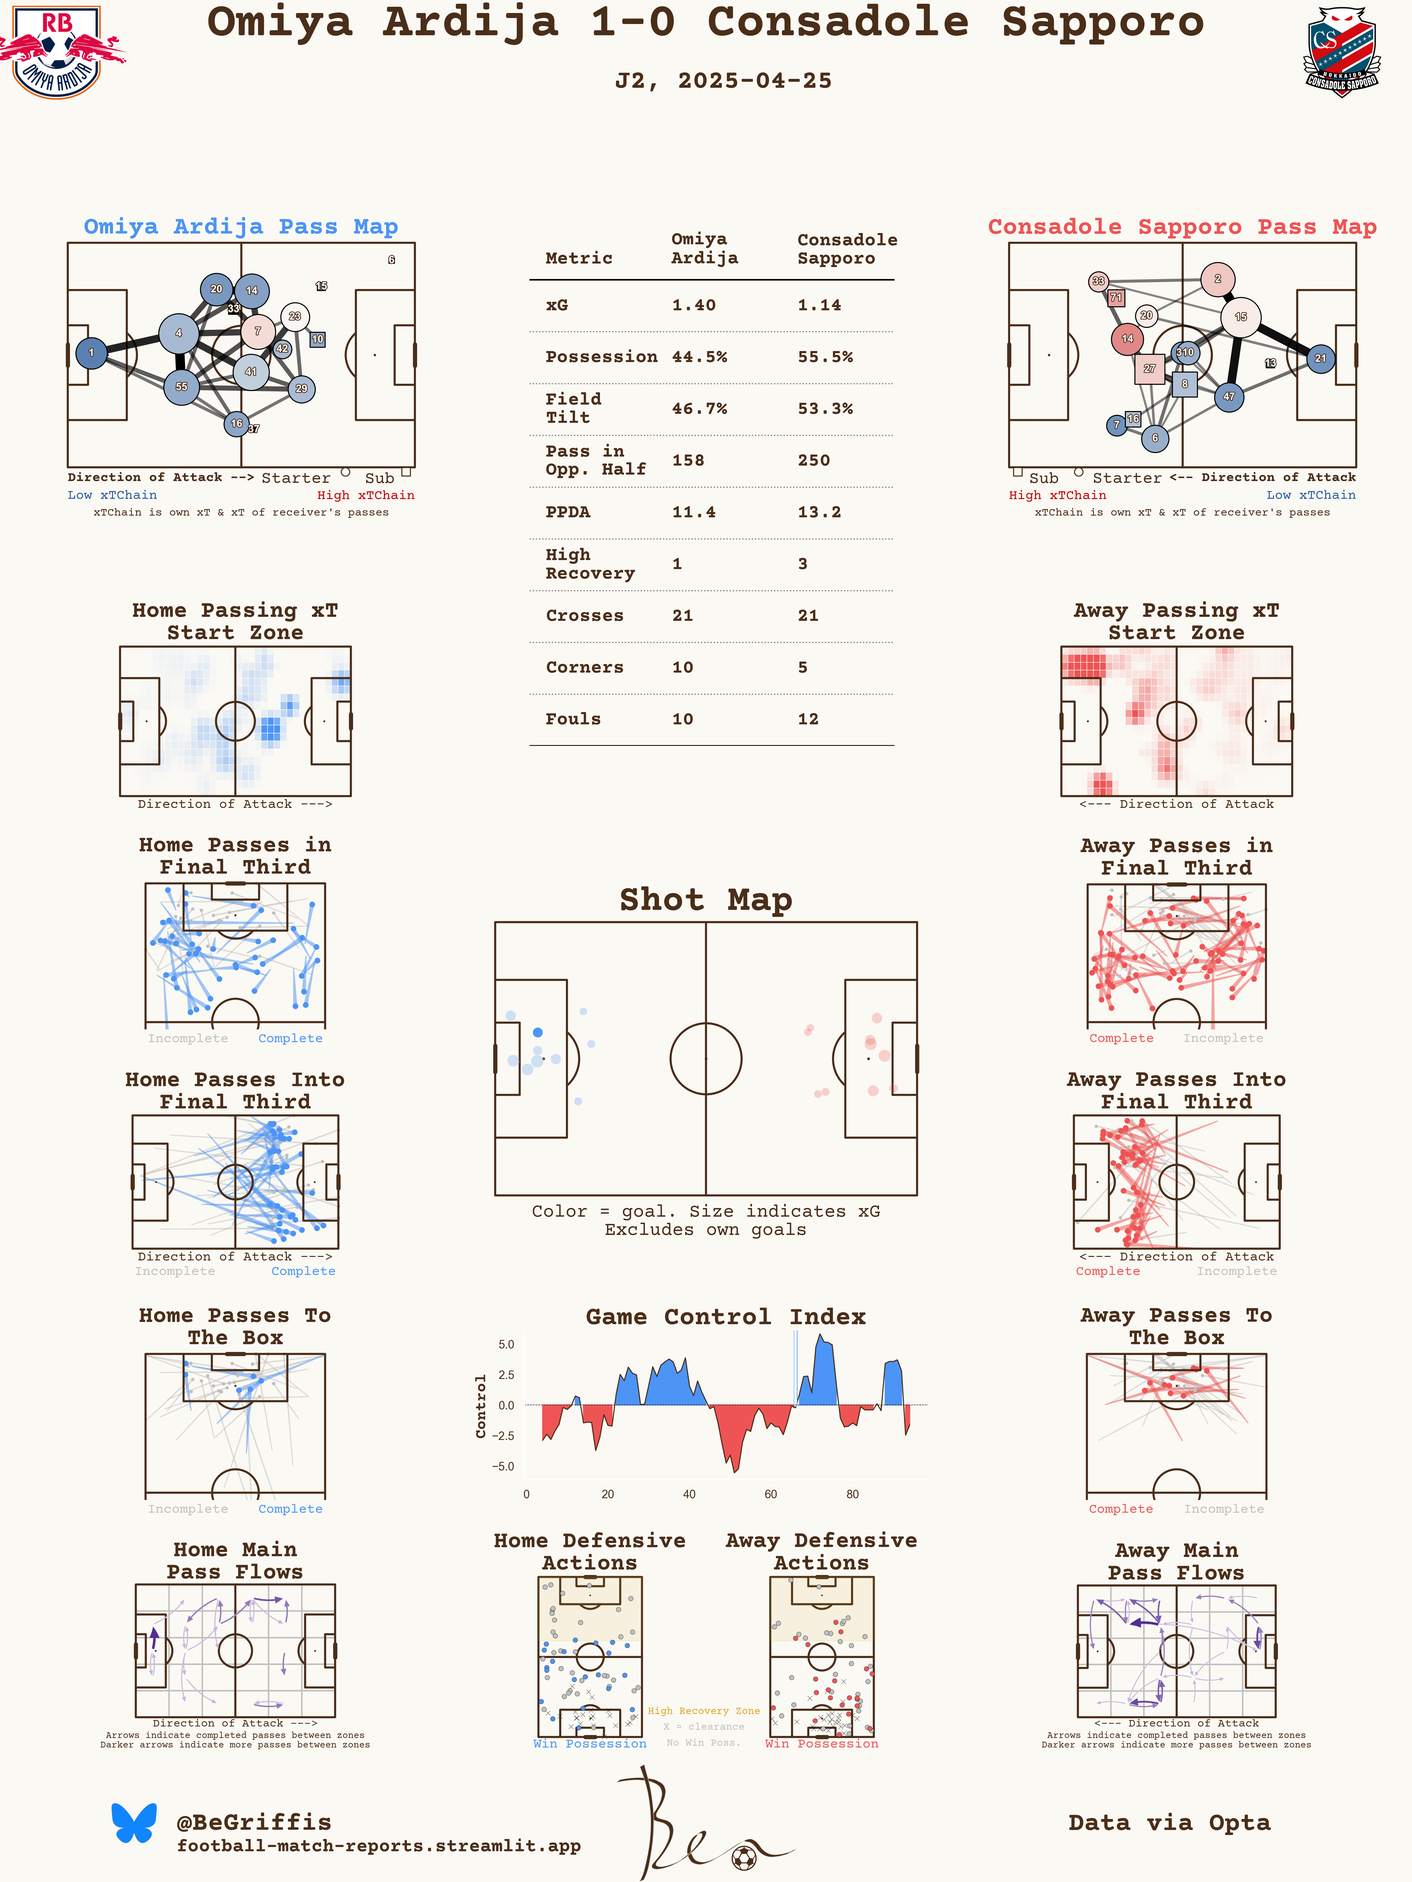 Omiya Ardija 1-0 Consadole Sapporo
J2, 2025-04-25
RB
OMIYA ARDIJA
CS
HOKKAIDO
CONSADOLE SAPPORO
Omiya Ardija Pass Map
6
15
20
14
33
23
4
7
10
42
1
41
55
29
16
37
Direction of Attack --> Starter Sub
Low xTChain High xTChain
xTChain is own xT & xT of receiver's passes
Metric Omiya Ardija Consadole Sapporo
xG 1.40 1.14
Possession 44.5% 55.5%
Field Tilt 46.7% 53.3%
Pass in Opp. Half 158 250
PPDA 11.4 13.2
High Recovery 1 3
Crosses 21 21
Corners 10 5
Fouls 10 12
Consadole Sapporo Pass Map
33
2
71
20
15
14
310
21
13
27
8
47
16
7
6
Sub Starter <-- Direction of Attack
High xTChain Low xTChain
xTChain is own xT & xT of receiver's passes
Home Passing xT
Start Zone
Direction of Attack --->
Away Passing xT
Start Zone
<--- Direction of Attack
Home Passes in
Final Third
Incomplete Complete
Away Passes in
Final Third
Complete Incomplete
Shot Map
Color = goal. Size indicates xG
Excludes own goals
Home Passes Into
Final Third
Direction of Attack --->
Incomplete Complete
Away Passes Into
Final Third
<--- Direction of Attack
Complete Incomplete
Home Passes To
The Box
Incomplete Complete
Game Control Index
Control
5.0
2.5
0.0
−2.5
−5.0
0 20 40 60 80
Away Passes To
The Box
Complete Incomplete
Home Main
Pass Flows
Direction of Attack --->
Arrows indicate completed passes between zones
Darker arrows indicate more passes between zones
Home Defensive
Actions
Win Possession
Away Defensive
Actions
Win Possession
High Recovery Zone
X = clearance
No Win Poss.
Away Main
Pass Flows
<--- Direction of Attack
Arrows indicate completed passes between zones
Darker arrows indicate more passes between zones
@BeGriffis
football-match-reports.streamlit.app
Ben
Data via Opta